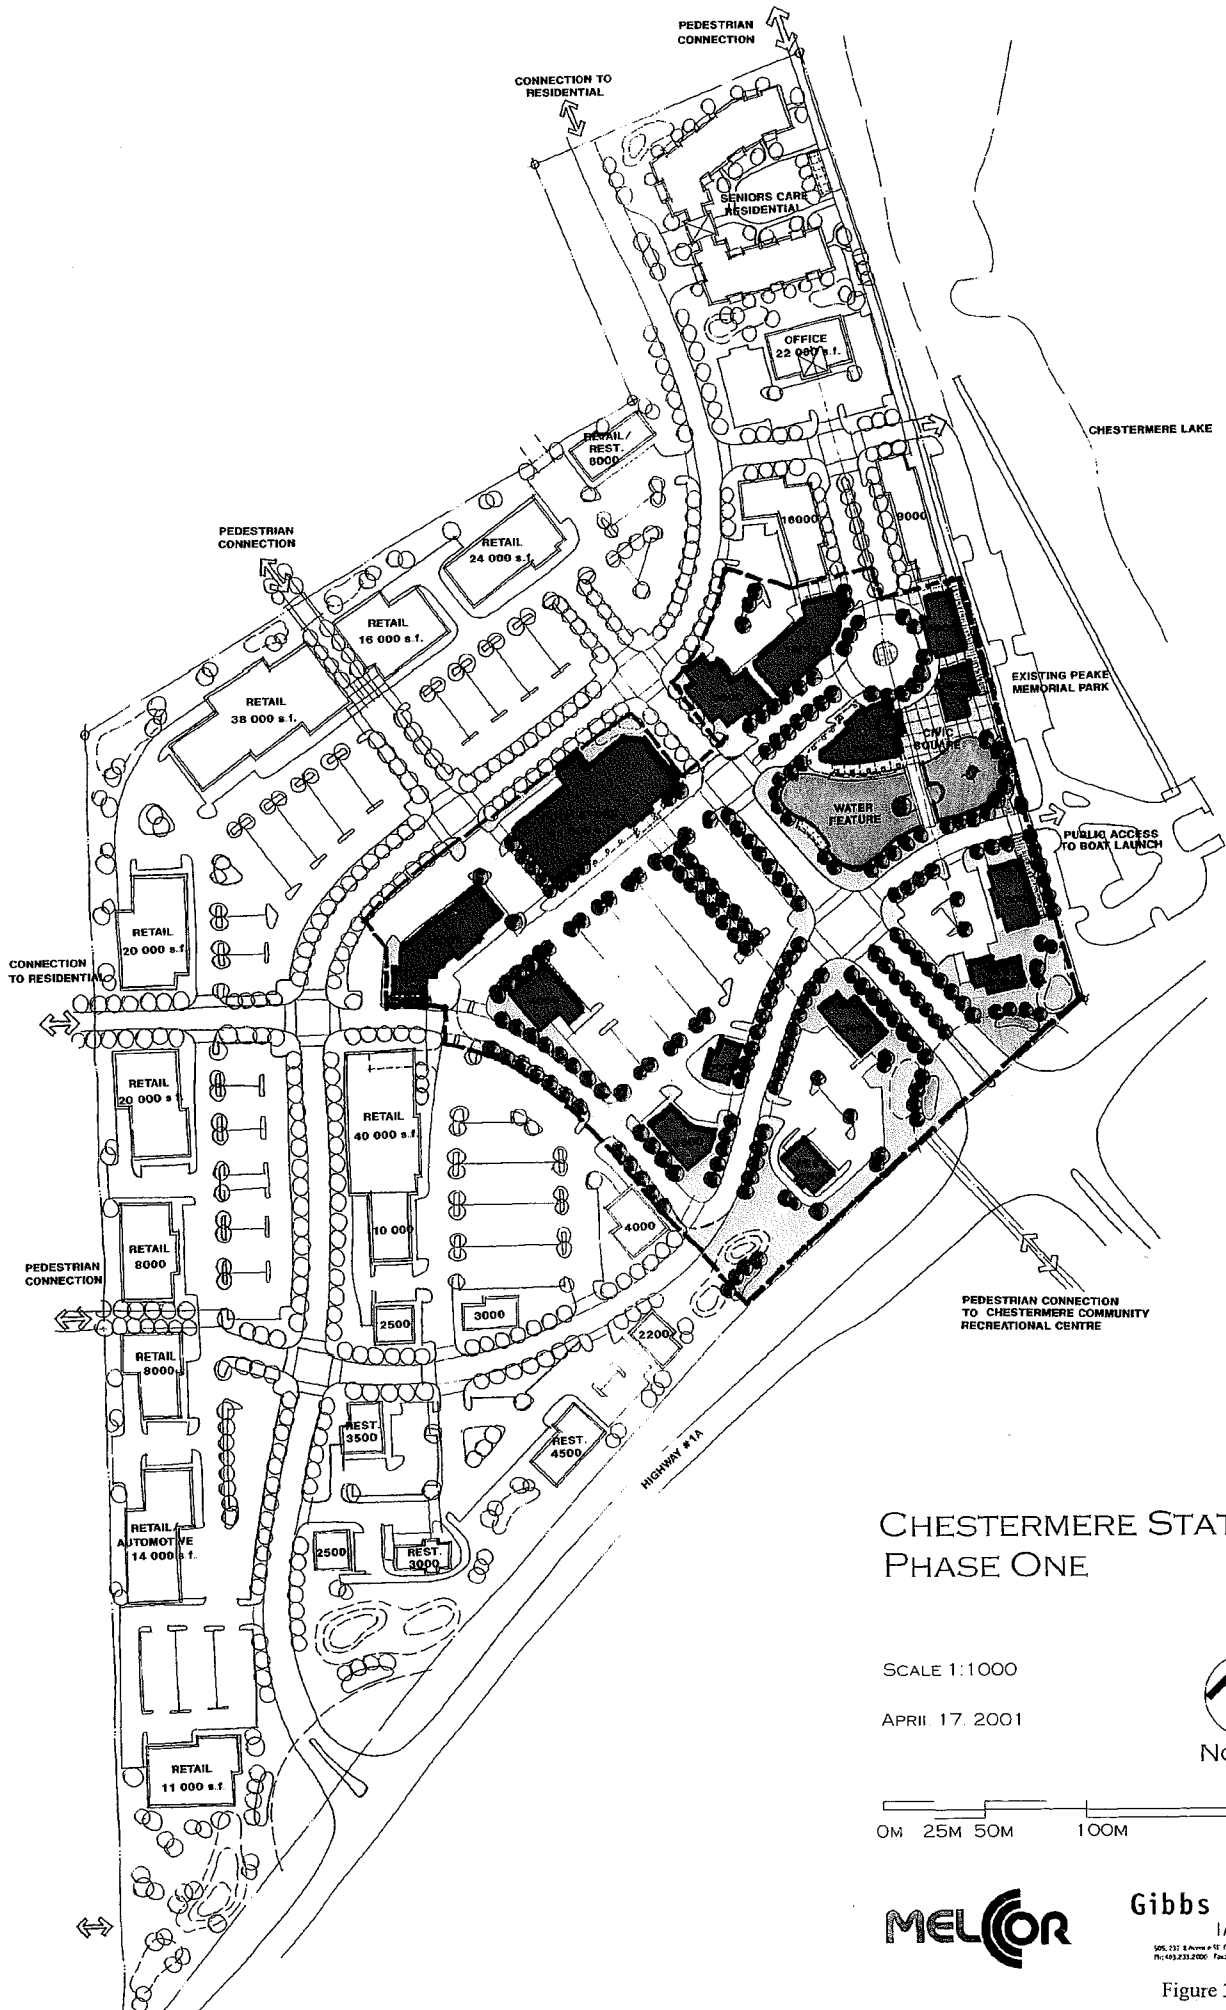 PEDESTRIAN
CONNECTION
CONNECTION TO
RESIDENTIAL
SENIORS CARE
RESIDENTIAL
OFFICE
22 000 s.f.
CHESTERMERE LAKE
RETAIL/
REST.
6000
PEDESTRIAN
CONNECTION
RETAIL
24 000 s.f.
16000
9000
RETAIL
16 000 s.f.
RETAIL
38 000 s.f.
EXISTING PEAKE
MEMORIAL PARK
CIVIC
SQUARE
WATER
FEATURE
PUBLIC ACCESS
TO BOAT LAUNCH
RETAIL
20 000 s.f.
CONNECTION
TO RESIDENTIAL
RETAIL
20 000 s.f.
RETAIL
40 000 s.f.
10 000
4000
RETAIL
8000
PEDESTRIAN
CONNECTION
2500
3000
2200
PEDESTRIAN CONNECTION
TO CHESTERMERE COMMUNITY
RECREATIONAL CENTRE
RETAIL
8000
REST.
3500
REST.
4500
HIGHWAY #1A
RETAIL/
AUTOMOTIVE
14 000 s.f.
2500
REST.
3000
RETAIL
11 000 s.f.
CHESTERMERE STAT
PHASE ONE
SCALE 1:1000
APRIL 17, 2001
NO
0M 25M 50M 100M
MELCOR
Gibbs
Figure